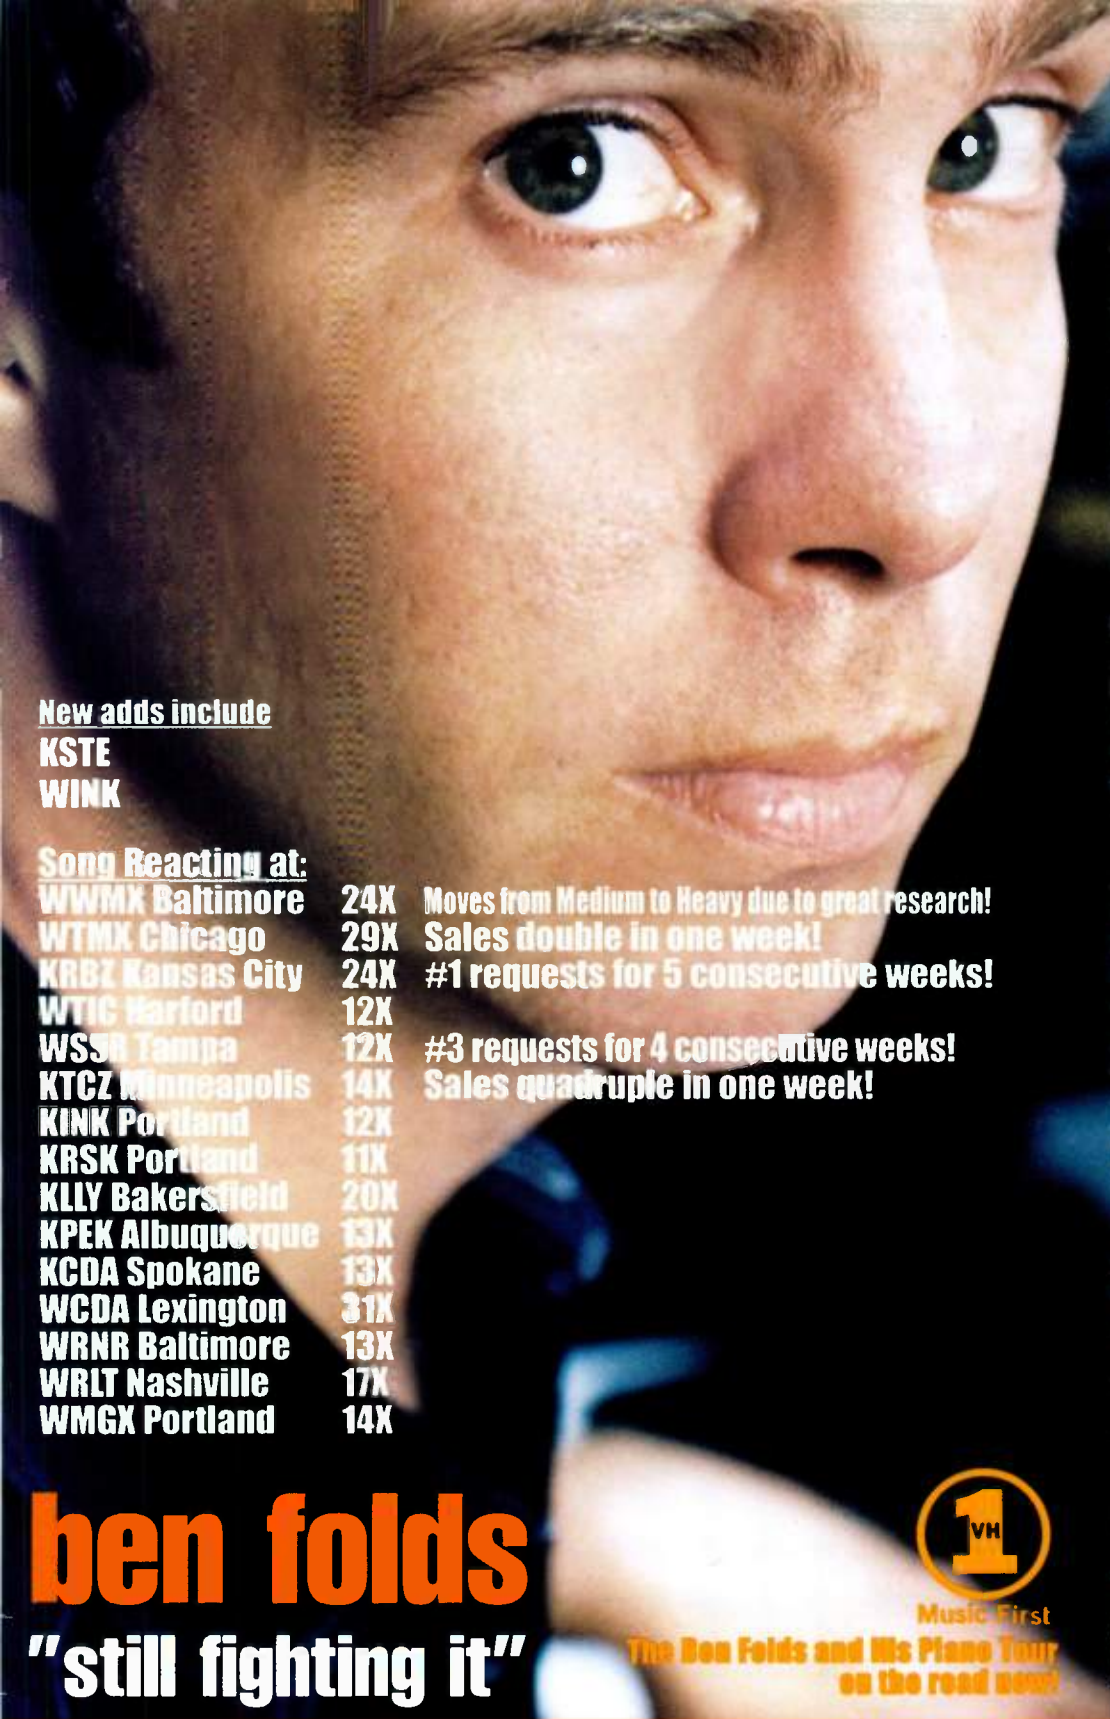 New adds include
KSTE
WINK
Song Reacting at:
WWMX Baltimore 24X Moves from Medium to Heavy due to great research!
WTMX Chicago 29X Sales double in one week!
KRBZ Kansas City 24X #1 requests for 5 consecutive weeks!
WTIC Harford 12X
WSSR Tampa 12X #3 requests for 4 consecutive weeks!
KTCZ Minneapolis 14X Sales quadruple in one week!
KINK Portland 12X
KRSK Portland 11X
KLLY Bakersfield 20X
KPEK Albuquerque 13X
KCDA Spokane 13X
WCDA Lexington 31X
WRNR Baltimore 13X
WRLT Nashville 17X
WMGX Portland 14X
ben folds
"still fighting it"
VH1
Music First
The Ben Folds and His Piano Tour
on the road now!